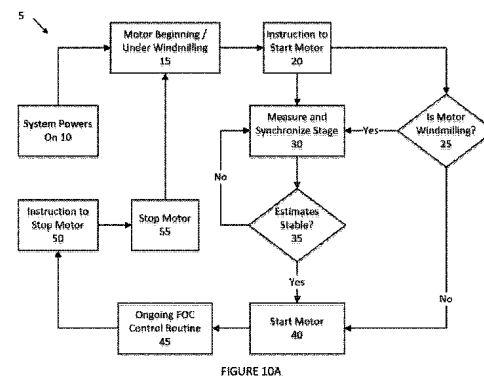 5
Motor Beginning /
Under Windmilling
15
Instruction to
Start Motor
20
System Powers
On 10
Measure and
Synchronize Stage
30
Yes
Is Motor
Windmilling?
25
No
Instruction to
Stop Motor
50
Stop Motor
55
Estimates
Stable?
35
Yes
No
Ongoing FOC
Control Routine
45
Start Motor
40
FIGURE 10A